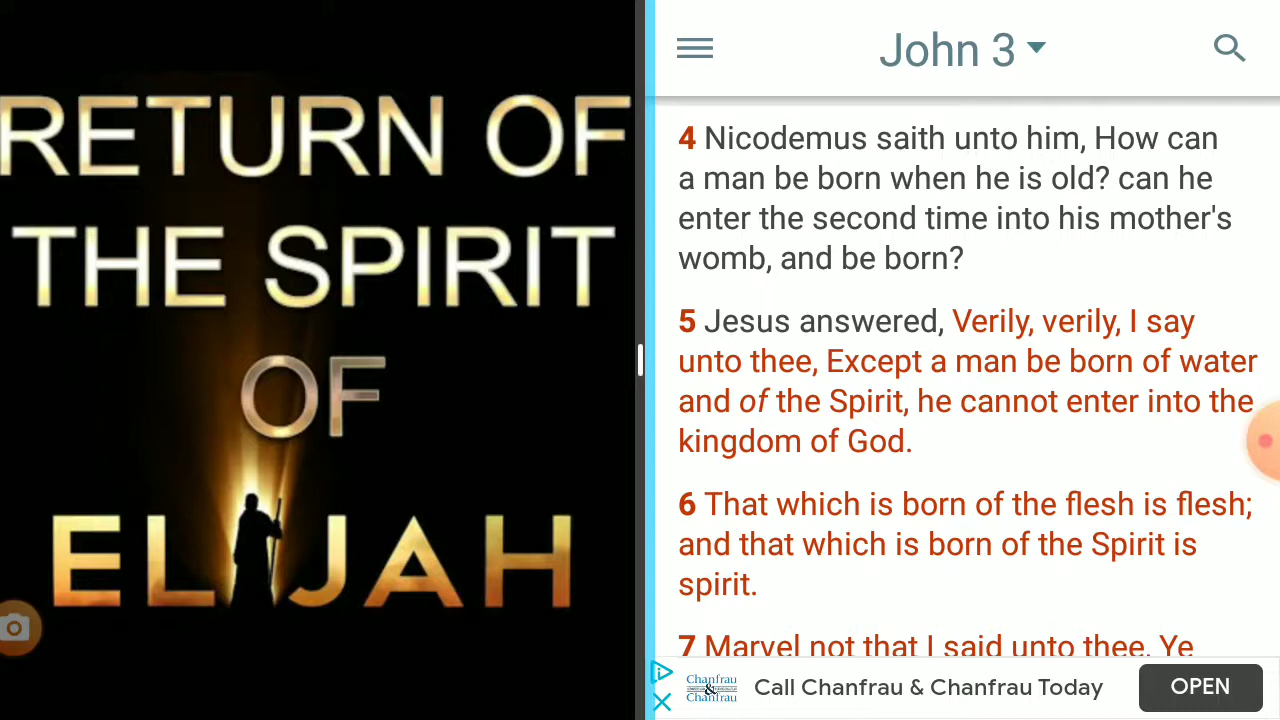 RETURN OF
THE SPIRIT
OF
ELIJAH
John 3
4 Nicodemus saith unto him, How can
a man be born when he is old? can he
enter the second time into his mother's
womb, and be born?
5 Jesus answered, Verily, verily, I say
unto thee, Except a man be born of water
and of the Spirit, he cannot enter into the
kingdom of God.
6 That which is born of the flesh is flesh;
and that which is born of the Spirit is
spirit.
7 Marvel not that I said unto thee, Ye
Chanfrau
&
Chanfrau
Call Chanfrau & Chanfrau Today
OPEN